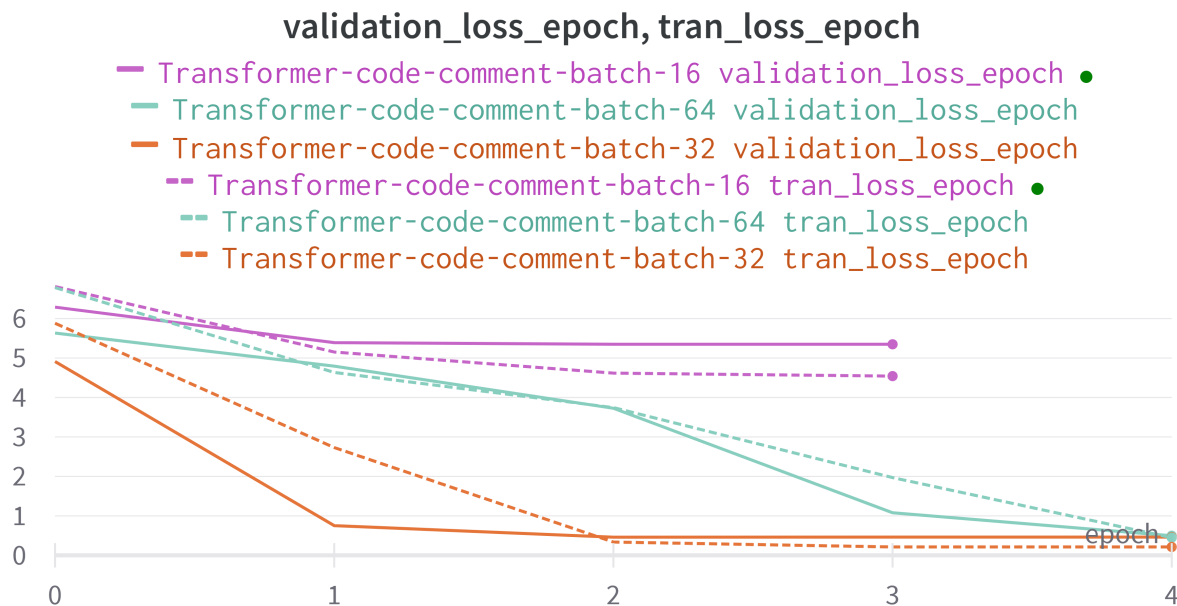 validation_loss_epoch, tran_loss_epoch
Transformer-code-comment-batch-16 validation_loss_epoch
Transformer-code-comment-batch-64 validation_loss_epoch
Transformer-code-comment-batch-32 validation_loss_epoch
Transformer-code-comment-batch-16 tran_loss_epoch
Transformer-code-comment-batch-64 tran_loss_epoch
Transformer-code-comment-batch-32 tran_loss_epoch
6
5
4
3
2
1
epoch
0
0 1 2 3 4